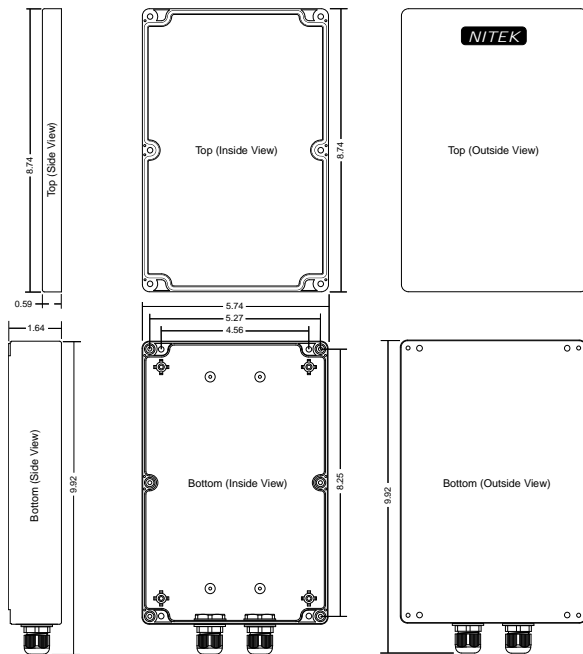 NITEK
Top (Side View)
8.74
Top (Inside View)
8.74
Top (Outside View)
0.59
5.74
1.64
5.27
4.56
Bottom (Side View)
9.92
Bottom (Inside View)
8.25
9.92
Bottom (Outside View)